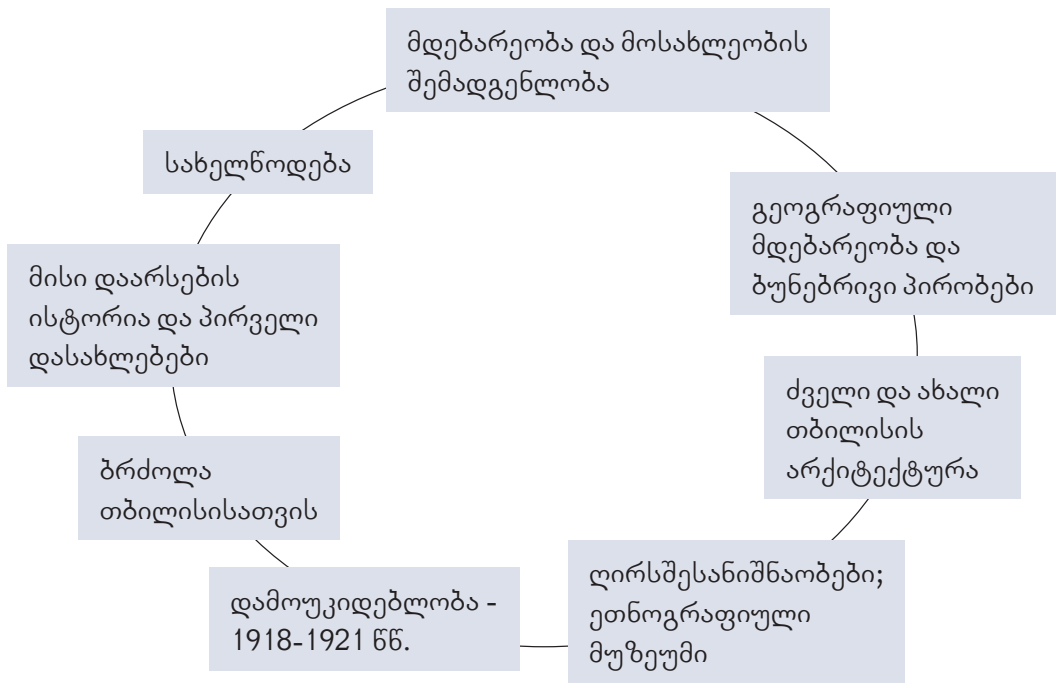 მდებარეობა და მოსახლეობის
შემადგენლობა
სახელწოდება
გეოგრაფიული
მდებარეობა და
ბუნებრივი პირობები
მისი დაარსების
ისტორია და პირველი
დასახლებები
ძველი და ახალი
თბილისის
არქიტექტურა
ბრძოლა
თბილისისათვის
ღირსშესანიშნაობები;
ეთნოგრაფიული
მუზეუმი
დამოუკიდებლობა -
1918-1921 წწ.